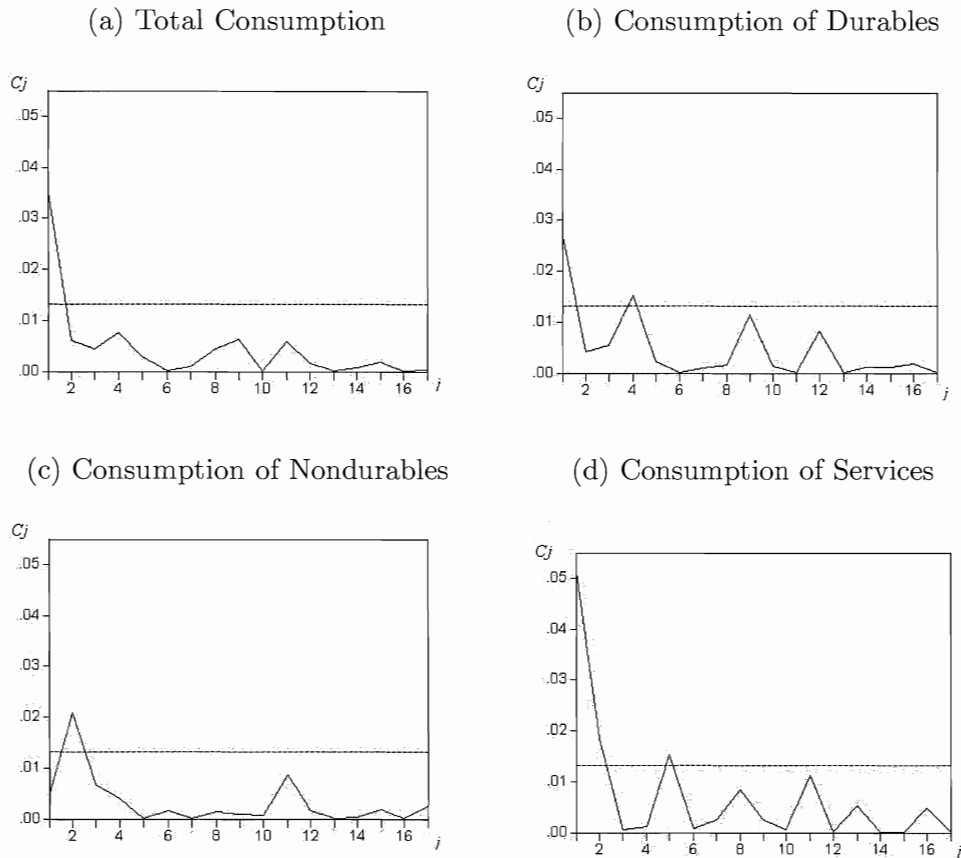 (a) Total Consumption
(b) Consumption of Durables
Cj
.05
.04
.03
.02
.01
.00
2 4 6 8 10 12 14 16
j
Cj
.05
.04
.03
.02
.01
.00
2 4 6 8 10 12 14 16
j
(c) Consumption of Nondurables
(d) Consumption of Services
Cj
.05
.04
.03
.02
.01
.00
2 4 6 8 10 12 14 16
j
Cj
.05
.04
.03
.02
.01
.00
2 4 6 8 10 12 14 16
j